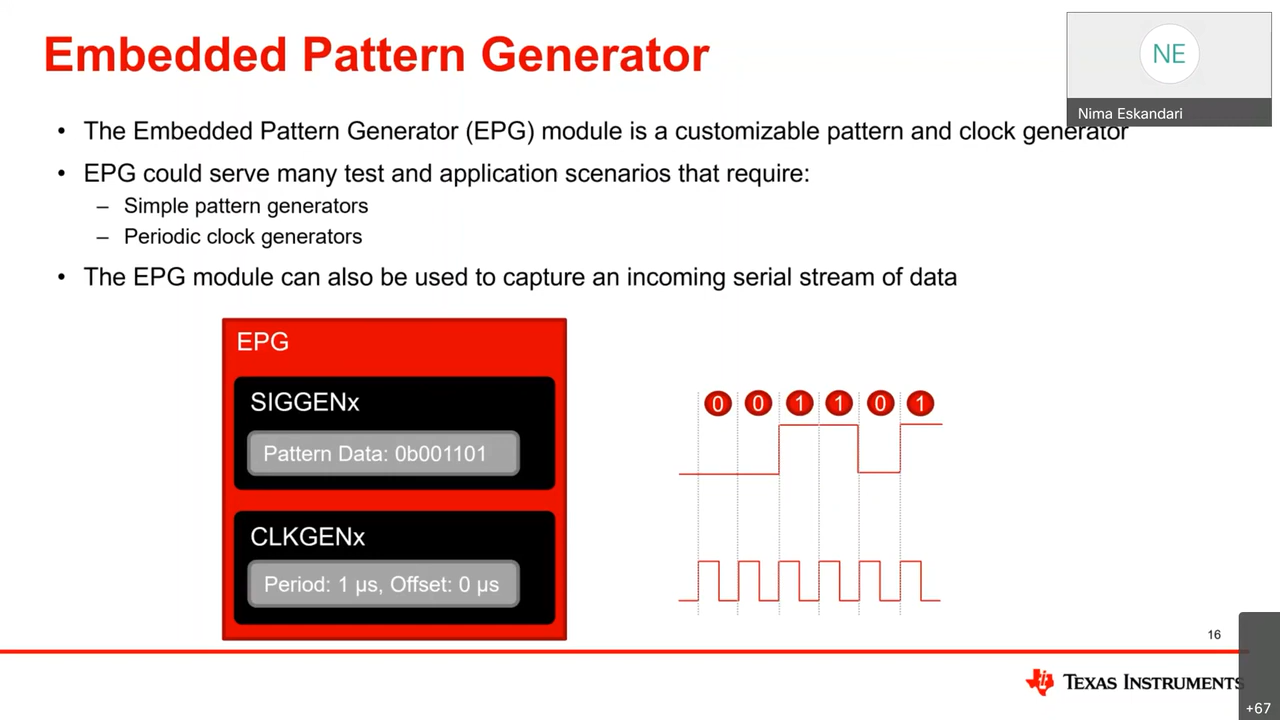 Embedded Pattern Generator
NE
Nima Eskandari
• The Embedded Pattern Generator (EPG) module is a customizable pattern and clock generator
• EPG could serve many test and application scenarios that require:
– Simple pattern generators
– Periodic clock generators
• The EPG module can also be used to capture an incoming serial stream of data
EPG
SIGGENx
Pattern Data: 0b001101
CLKGENx
Period: 1 µs, Offset: 0 µs
0 0 1 1 0 1
16
TEXAS INSTRUMENTS
+67